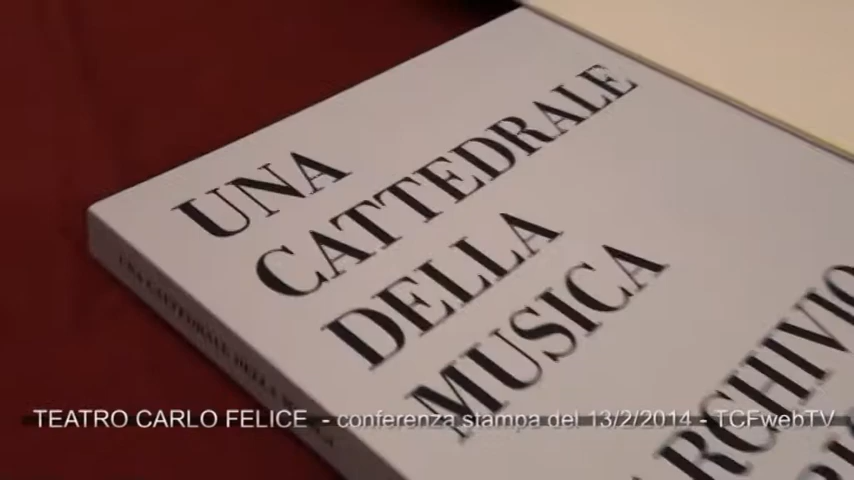 UNA
CATTEDRALE
DELLA
MUSICA
ARCHIVIO
TEATRO CARLO FELICE - conferenza stampa del 13/2/2014 - TCFwebTV